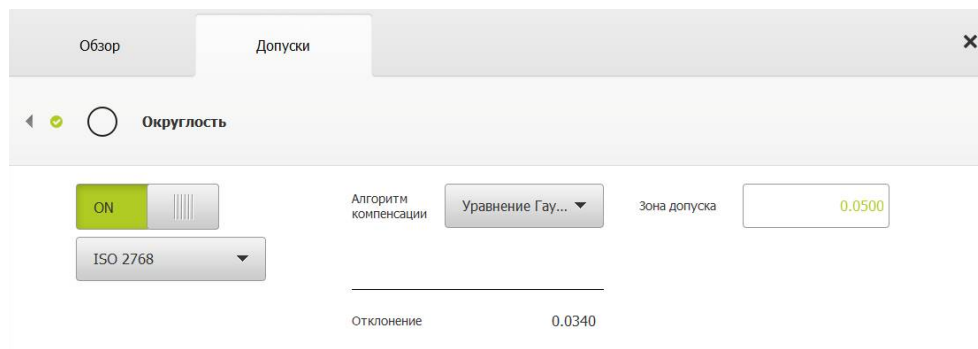 Обзор
Допуски
Округлость
ON
ISO 2768
Алгоритм
компенсации
Уравнение Гау...
Зона допуска
0.0500
Отклонение
0.0340